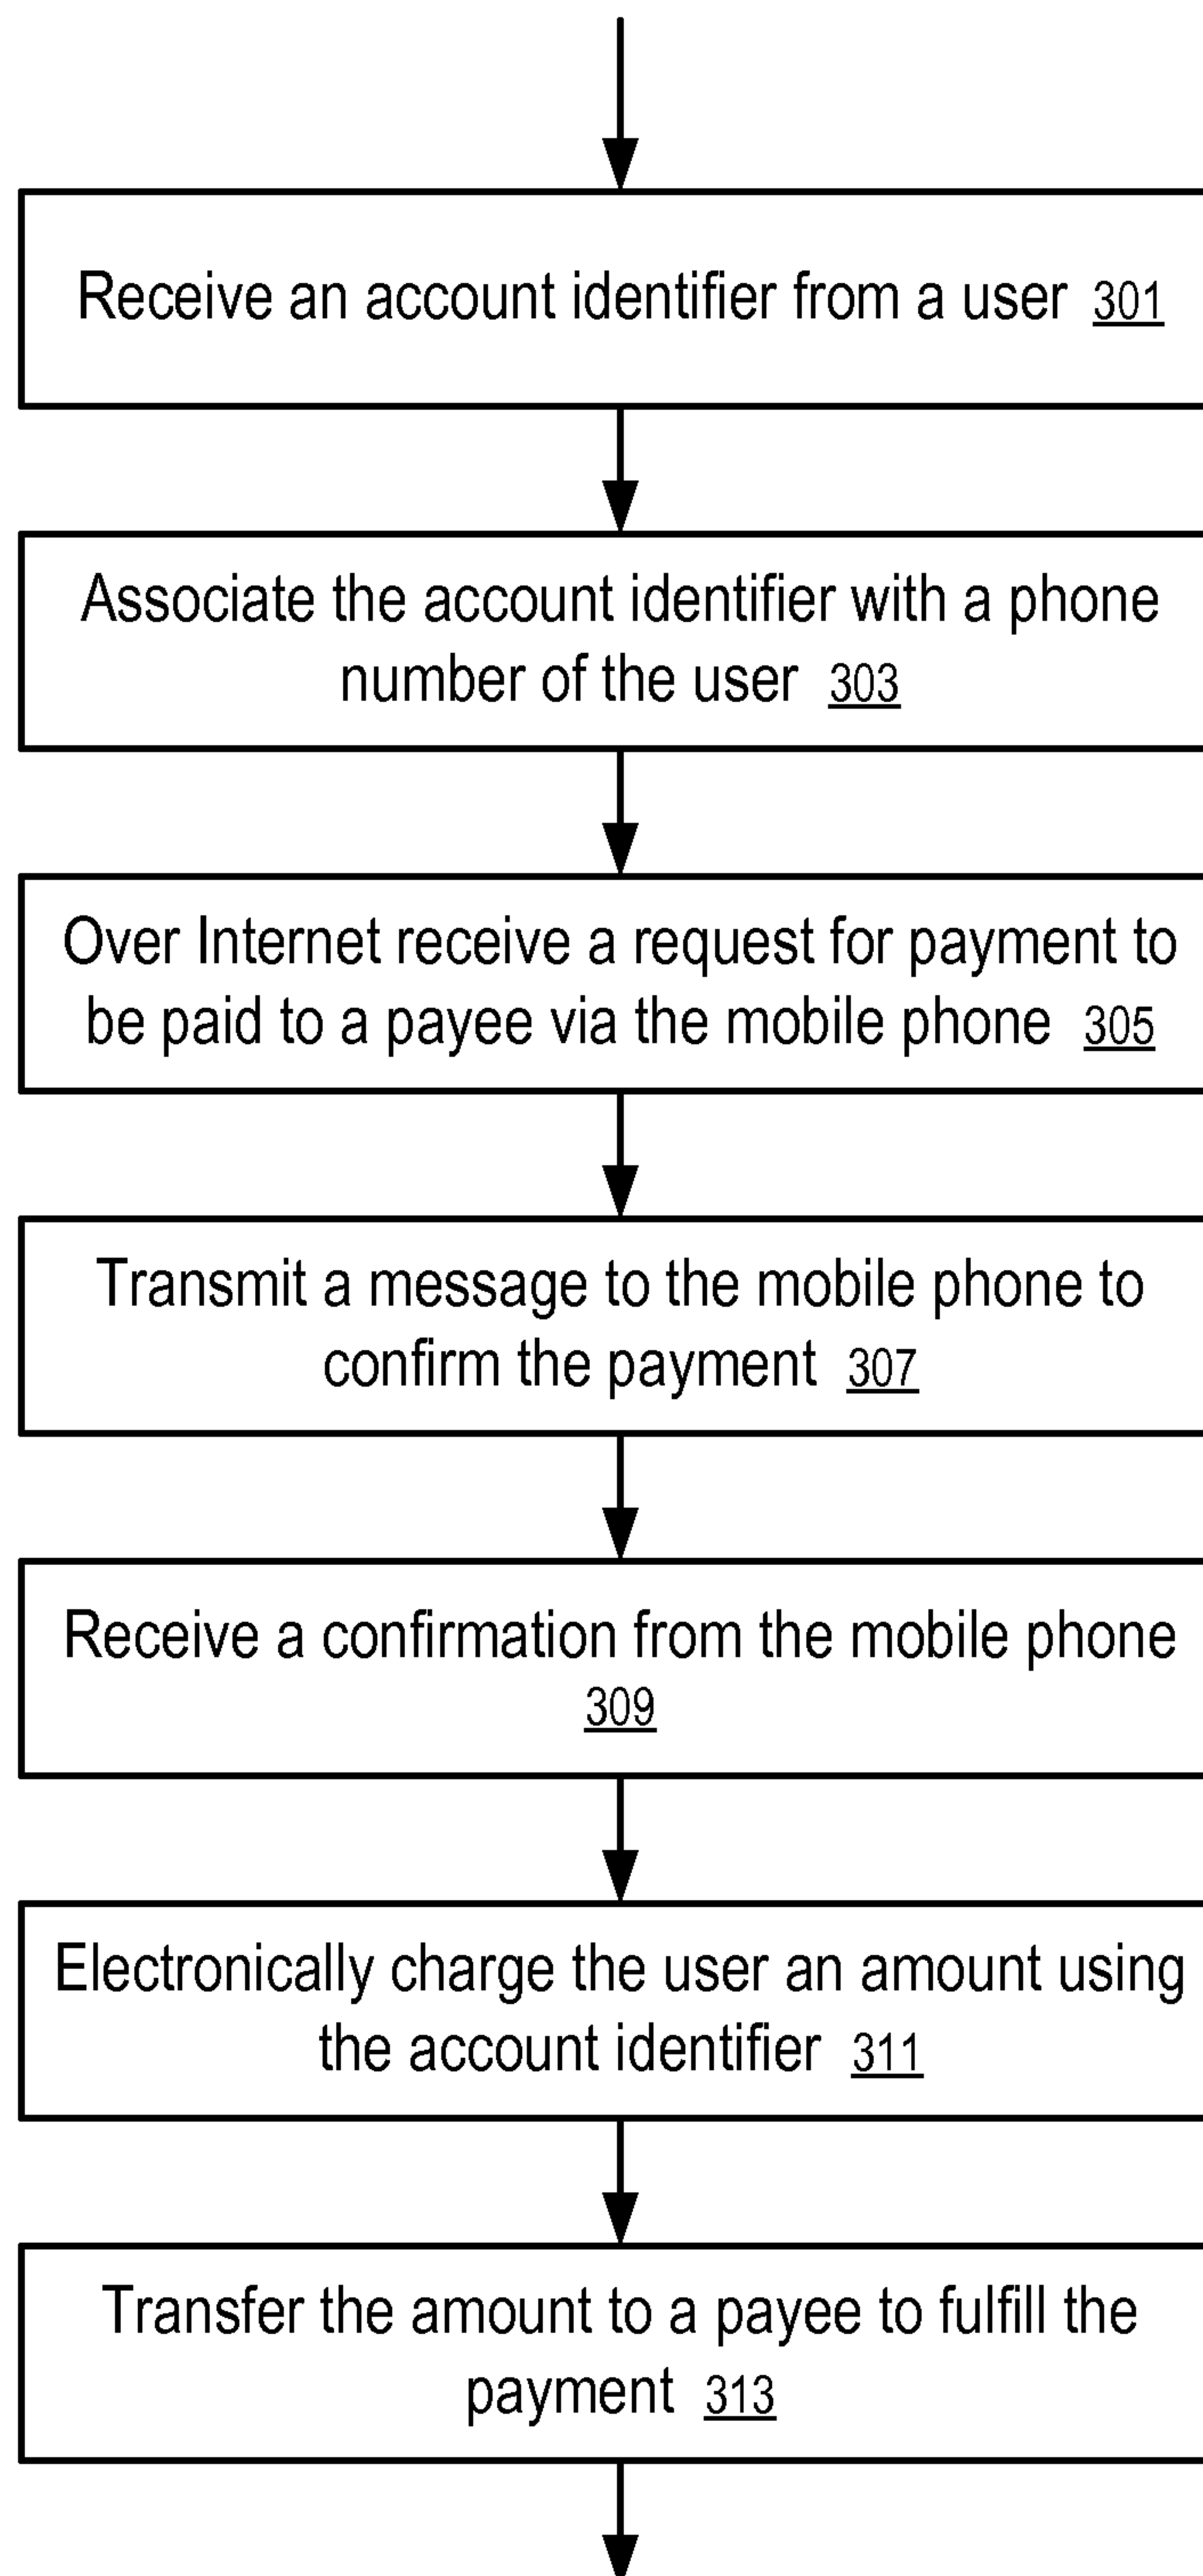 Receive an account identifier from a user 301
Associate the account identifier with a phone
number of the user 303
Over Internet receive a request for payment to
be paid to a payee via the mobile phone 305
Transmit a message to the mobile phone to
confirm the payment 307
Receive a confirmation from the mobile phone
309
Electronically charge the user an amount using
the account identifier 311
Transfer the amount to a payee to fulfill the
payment 313